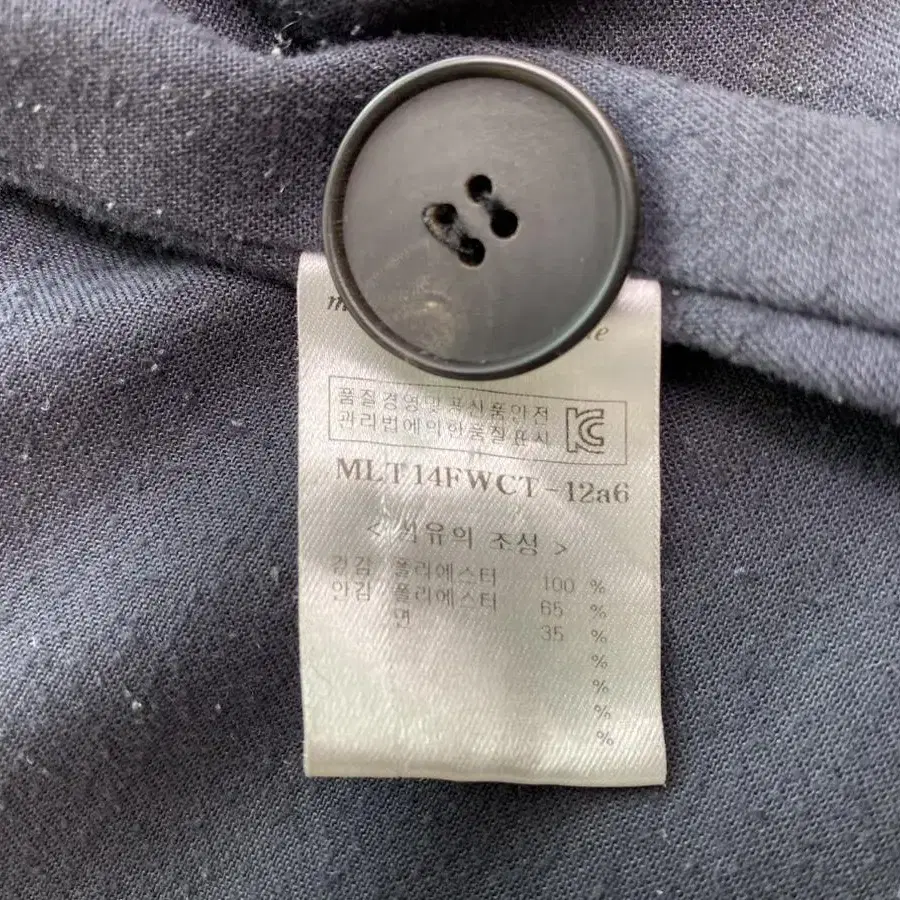 품질경영및공산품안전
관리법에의한품질표시
KC
MLT14FWCT-12a6
< 섬유의 조성 >
겉감 폴리에스터 100 %
안감 폴리에스터 65 %
면 35 %
%
%
%
%